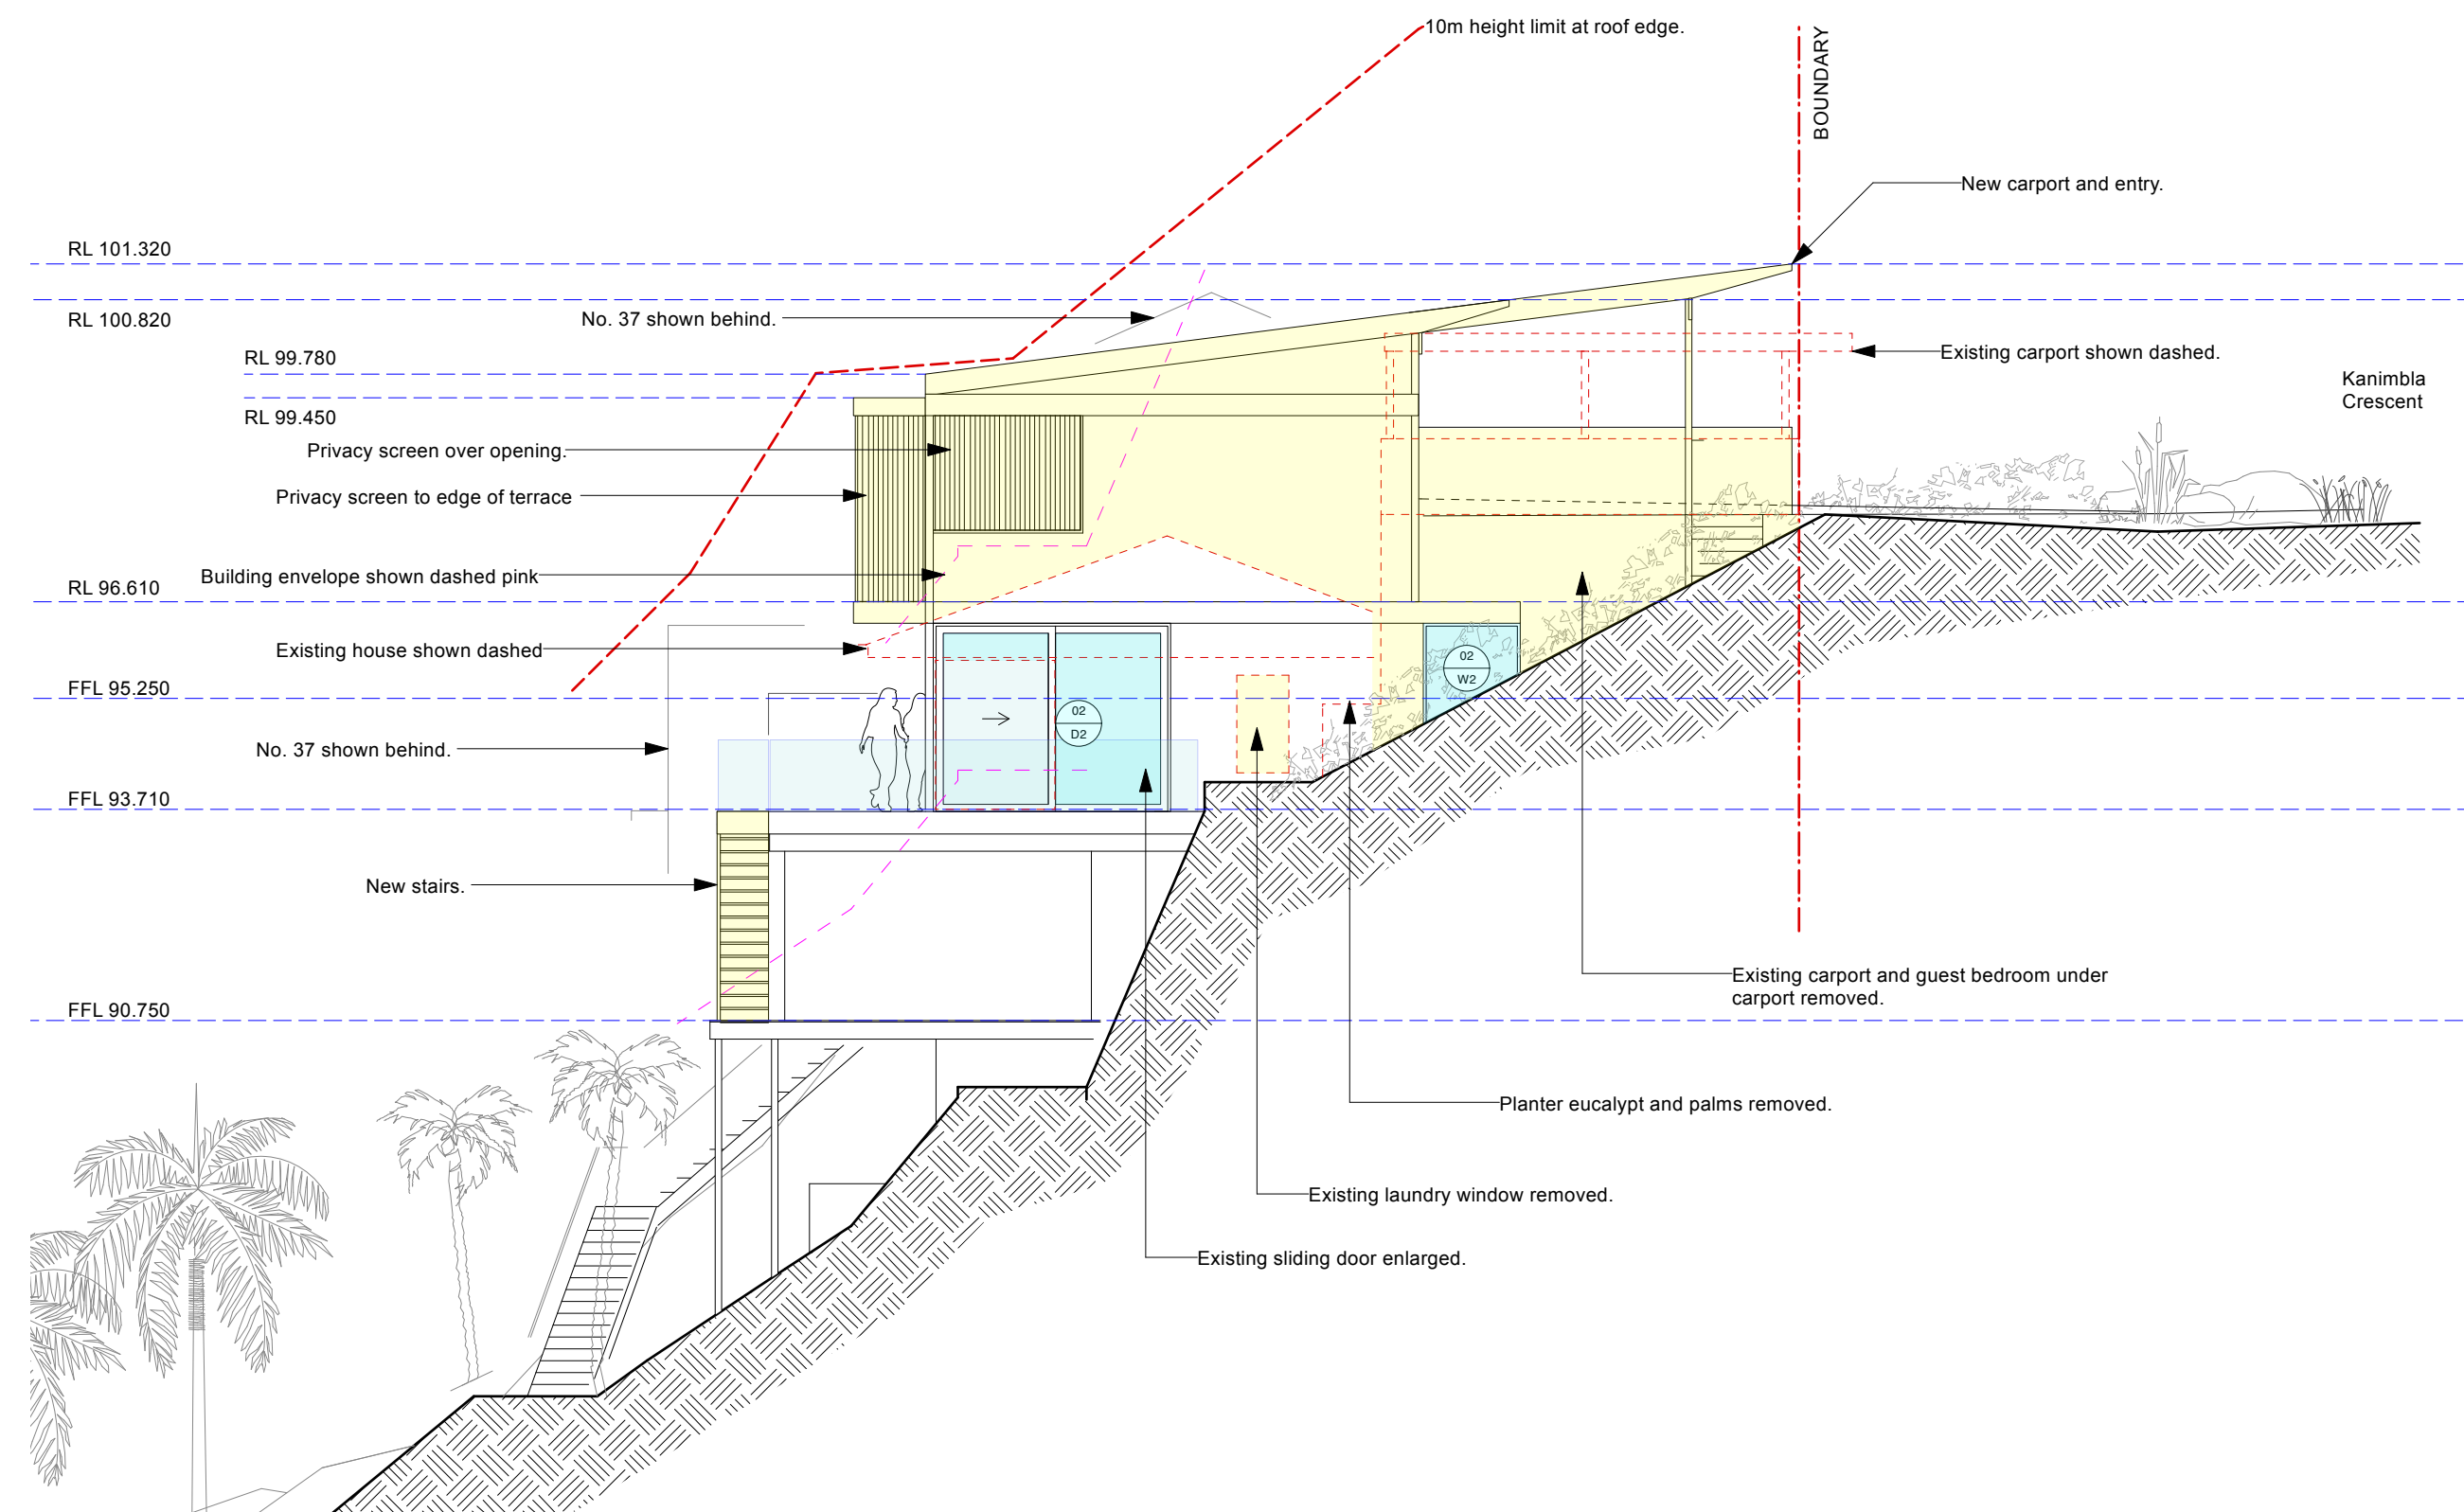 10m height limit at roof edge.
BOUNDARY
New carport and entry.
RL 101.320
RL 100.820
No. 37 shown behind.
RL 99.780
Existing carport shown dashed.
Kanimbla
Crescent
RL 99.450
Privacy screen over opening.
Privacy screen to edge of terrace
Building envelope shown dashed pink
RL 96.610
Existing house shown dashed
02
W2
FFL 95.250
02
D2
No. 37 shown behind.
FFL 93.710
New stairs.
Existing carport and guest bedroom under
carport removed.
FFL 90.750
Planter eucalypt and palms removed.
Existing laundry window removed.
Existing sliding door enlarged.